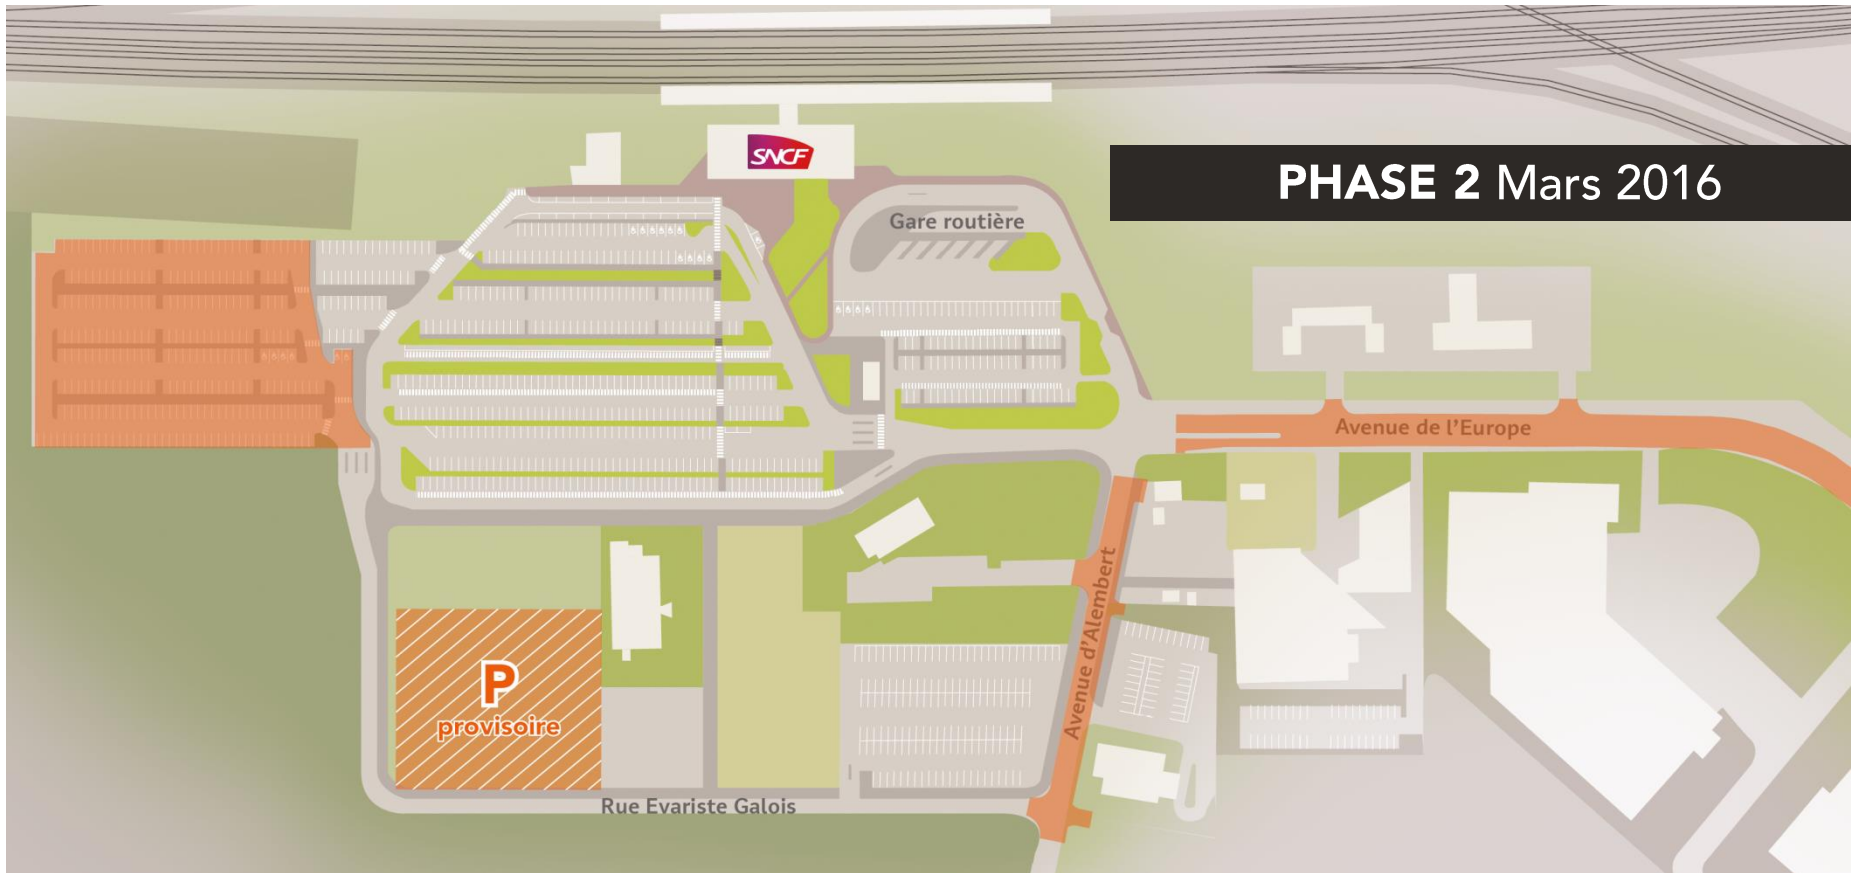 SNCF
PHASE 2 Mars 2016
Gare routière
Avenue de l'Europe
Avenue d'Alembert
P
provisoire
Rue Evariste Galois